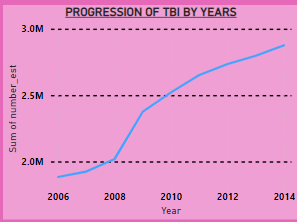 PROGRESSION OF TBI BY YEARS
3.0M
2.5M
2.0M
Sum of number_est
2006 2008 2010 2012 2014
Year